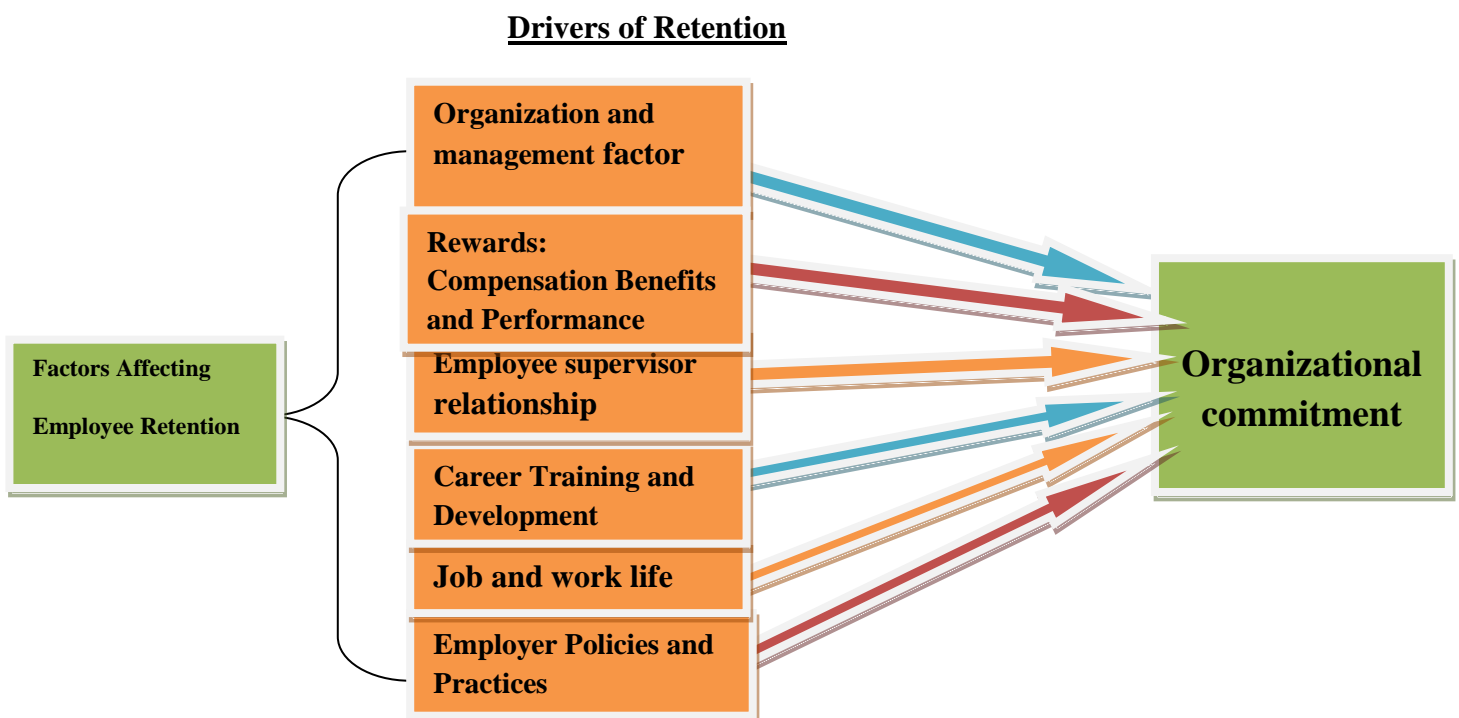 Drivers of Retention
Organization and
management factor
Rewards:
Compensation Benefits
and Performance
Employee supervisor
relationship
Career Training and
Development
Job and work life
Employer Policies and
Practices
Factors Affecting
Employee Retention
Organizational
commitment